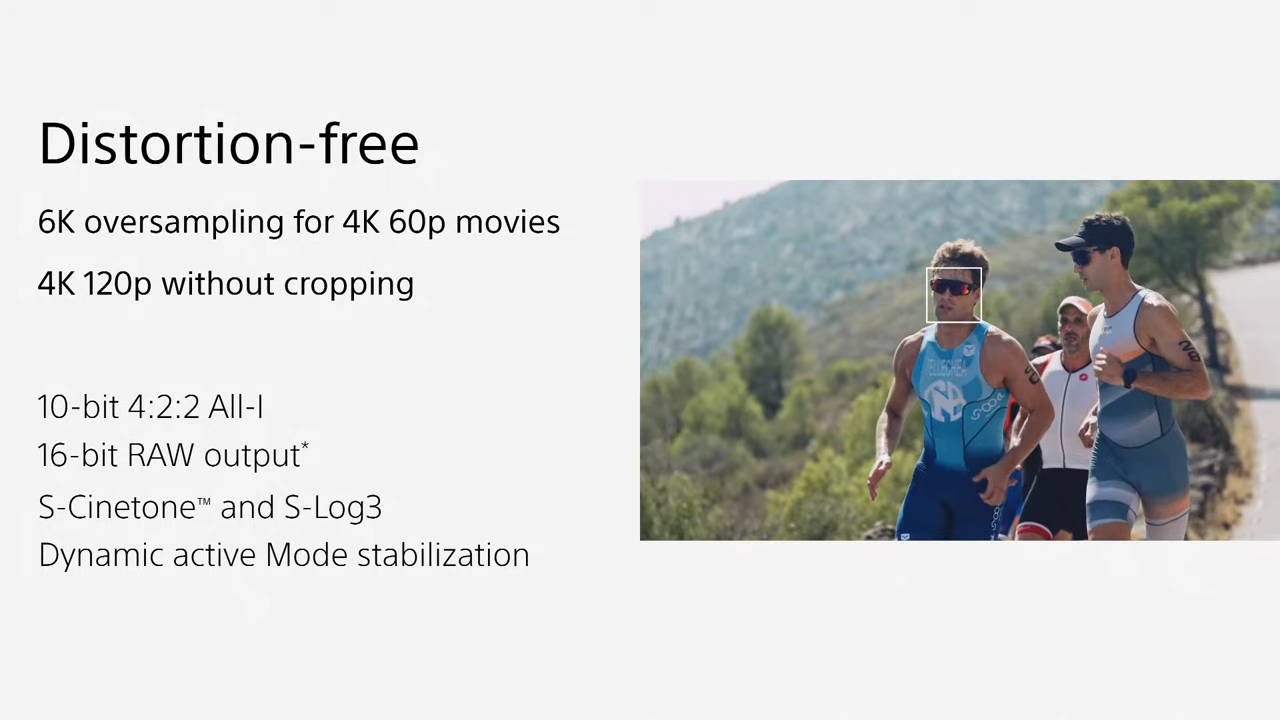 Distortion-free
6K oversampling for 4K 60p movies
4K 120p without cropping
10-bit 4:2:2 All-I
16-bit RAW output*
S-Cinetone™ and S-Log3
Dynamic active Mode stabilization